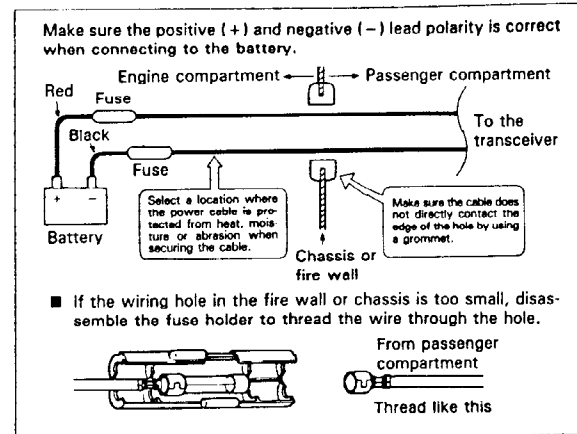 Make sure the positive (+) and negative (−) lead polarity is correct
when connecting to the battery.
Engine compartment
Passenger compartment
Red
Fuse
Black
Fuse
To the
transceiver
+ −
Battery
Select a location where
the power cable is pro-
tected from heat, mois-
ture or abrasion when
securing the cable.
Make sure the cable does
not directly contact the
edge of the hole by using
a grommet.
Chassis or
fire wall
■ If the wiring hole in the fire wall or chassis is too small, disas-
semble the fuse holder to thread the wire through the hole.
From passenger
compartment
Thread like this